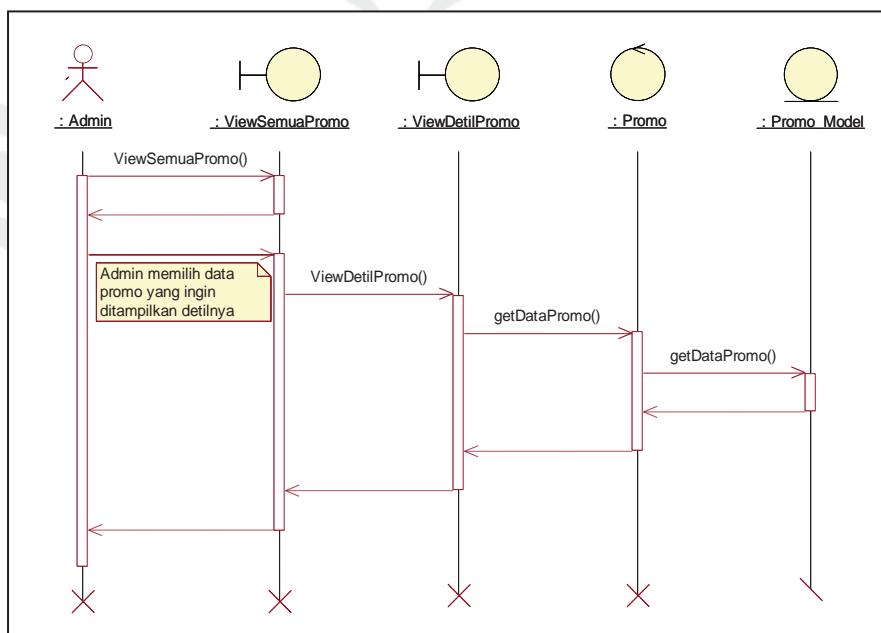 : Admin
: ViewSemuaPromo
: ViewDetilPromo
: Promo
: Promo_Model
ViewSemuaPromo()
Admin memilih data
promo yang ingin
ditampilkan detilnya
ViewDetilPromo()
getDataPromo()
getDataPromo()